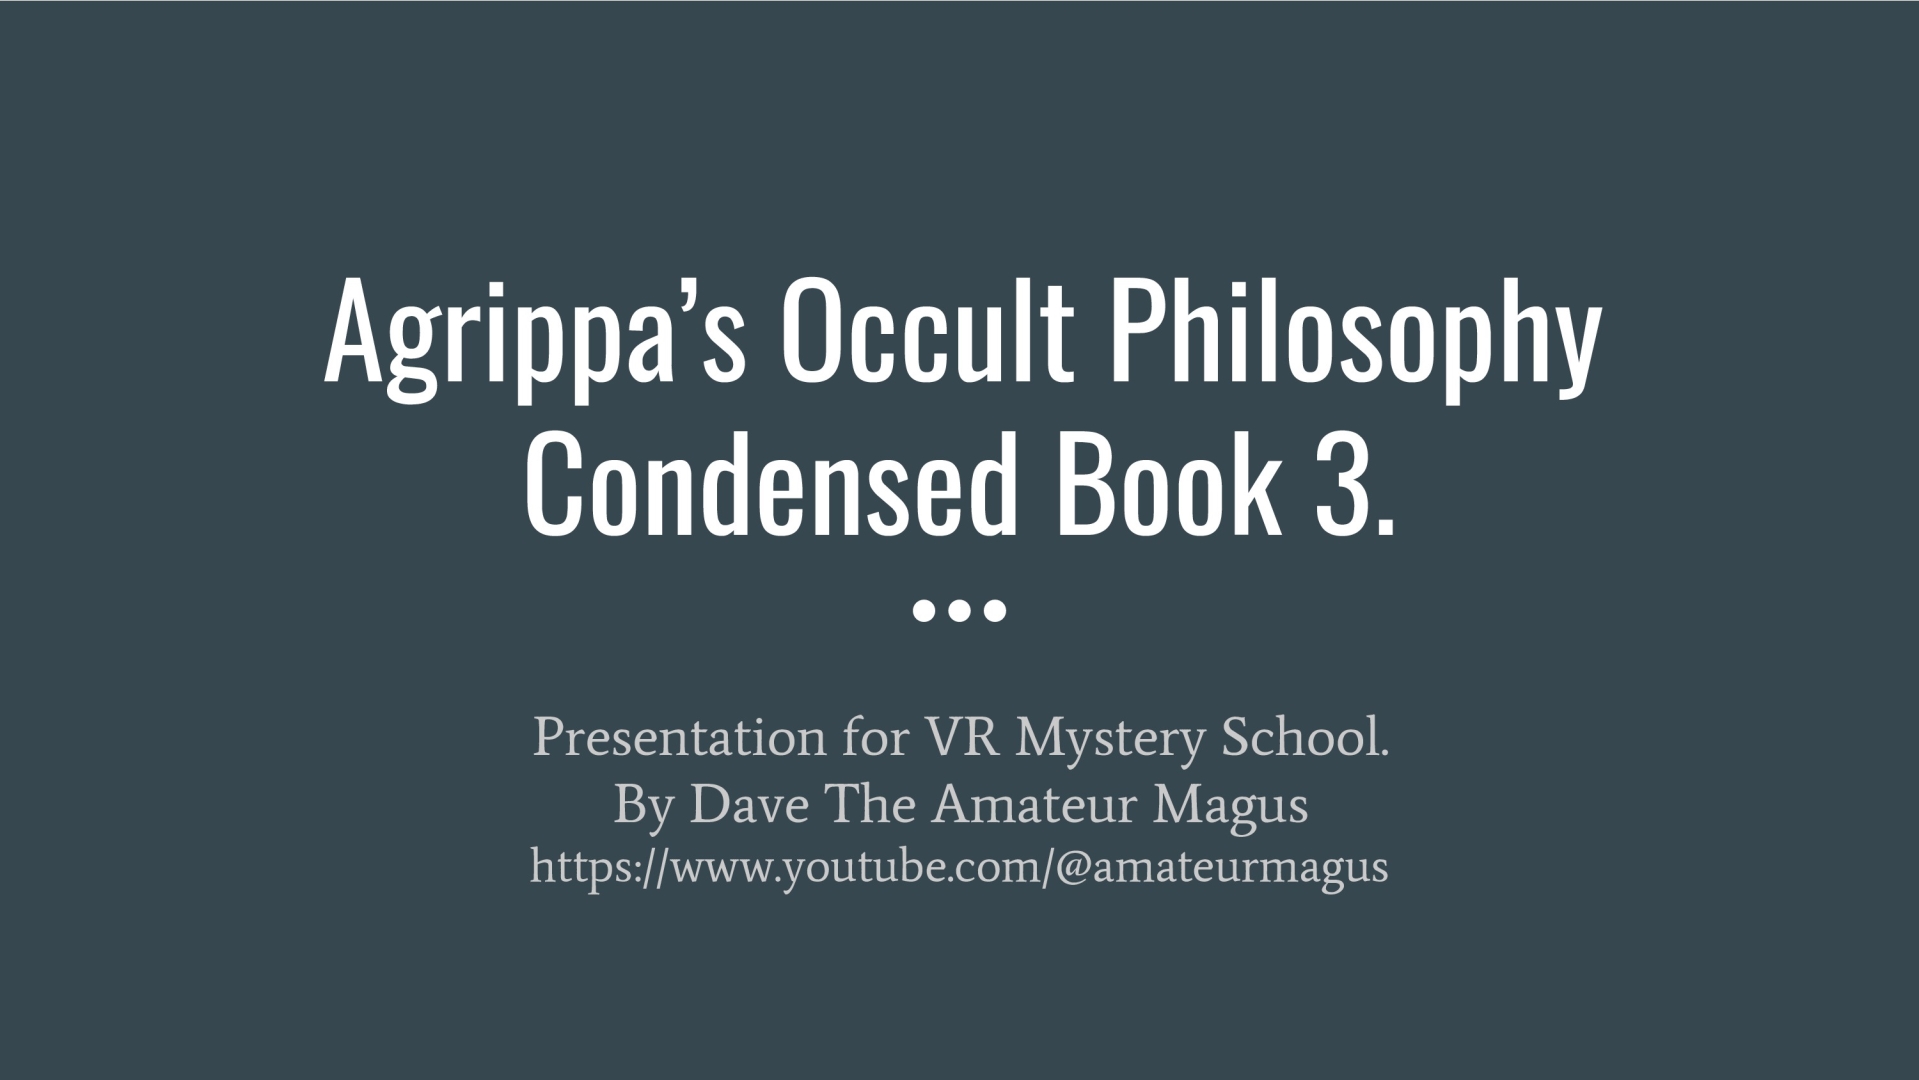 Agrippa’s Occult Philosophy
Condensed Book 3.
Presentation for VR Mystery School.
By Dave The Amateur Magus
https://www.youtube.com/@amateurmagus